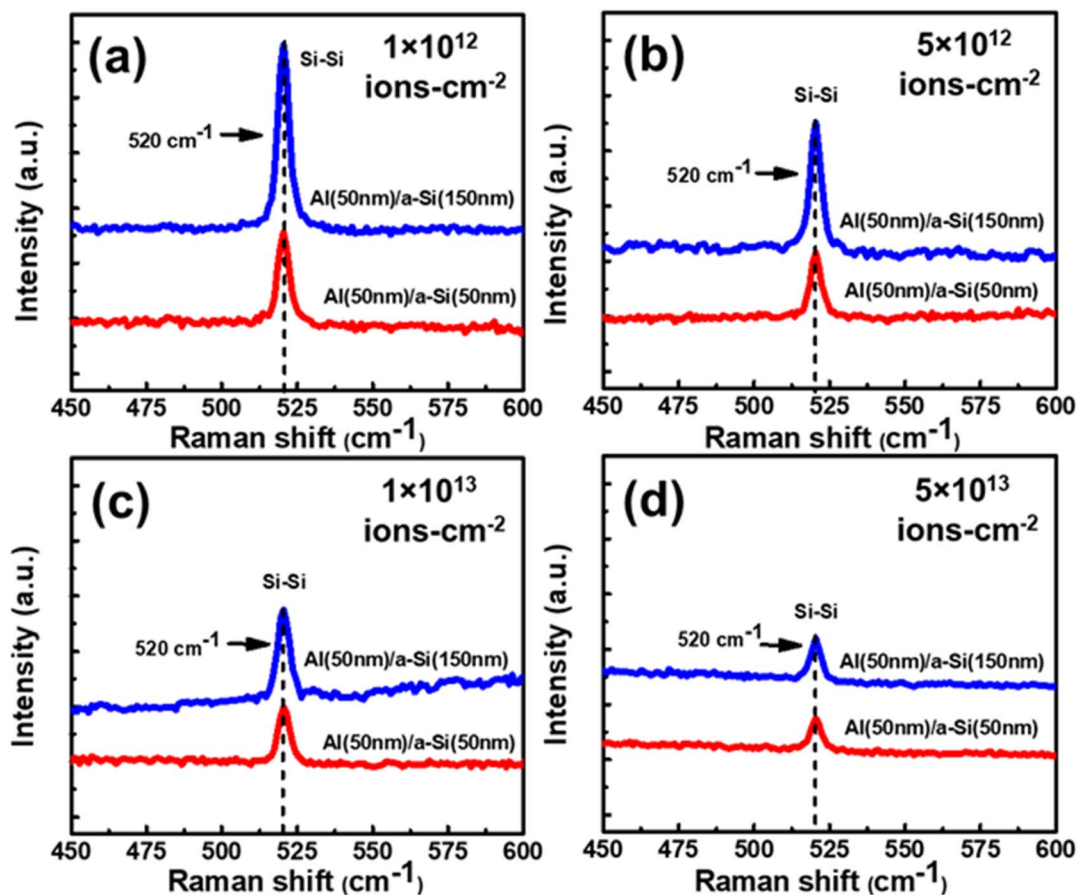 (a)
1×10¹²
ions-cm⁻²
Si-Si
520 cm⁻¹
Al(50nm)/a-Si(150nm)
Al(50nm)/a-Si(50nm)
Intensity (a.u.)
450 475 500 525 550 575 600
Raman shift (cm⁻¹)
(b)
5×10¹²
ions-cm⁻²
Si-Si
520 cm⁻¹
Al(50nm)/a-Si(150nm)
Al(50nm)/a-Si(50nm)
Intensity (a.u.)
450 475 500 525 550 575 600
Raman shift (cm⁻¹)
(c)
1×10¹³
ions-cm⁻²
Si-Si
520 cm⁻¹
Al(50nm)/a-Si(150nm)
Al(50nm)/a-Si(50nm)
Intensity (a.u.)
450 475 500 525 550 575 600
Raman shift (cm⁻¹)
(d)
5×10¹³
ions-cm⁻²
Si-Si
520 cm⁻¹
Al(50nm)/a-Si(150nm)
Al(50nm)/a-Si(50nm)
Intensity (a.u.)
450 475 500 525 550 575 600
Raman shift (cm⁻¹)